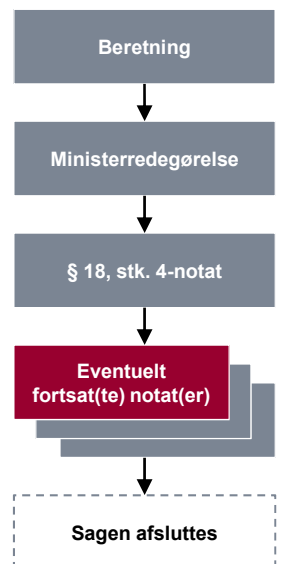 Beretning
Ministerredegørelse
§ 18, stk. 4-notat
Eventuelt
fortsat(te) notat(er)
Sagen afsluttes